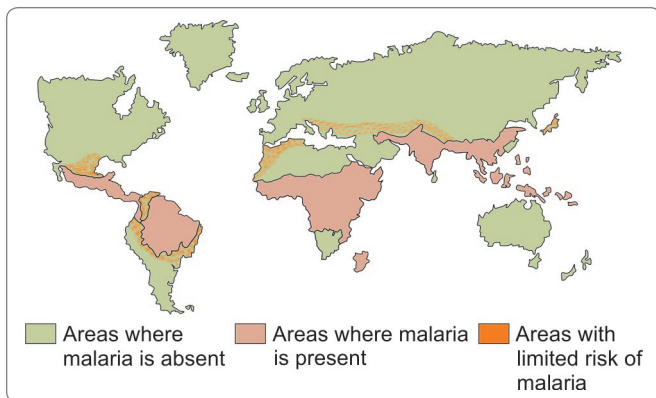 Areas where
malaria is absent
Areas where malaria
is present
Areas with
limited risk of
malaria